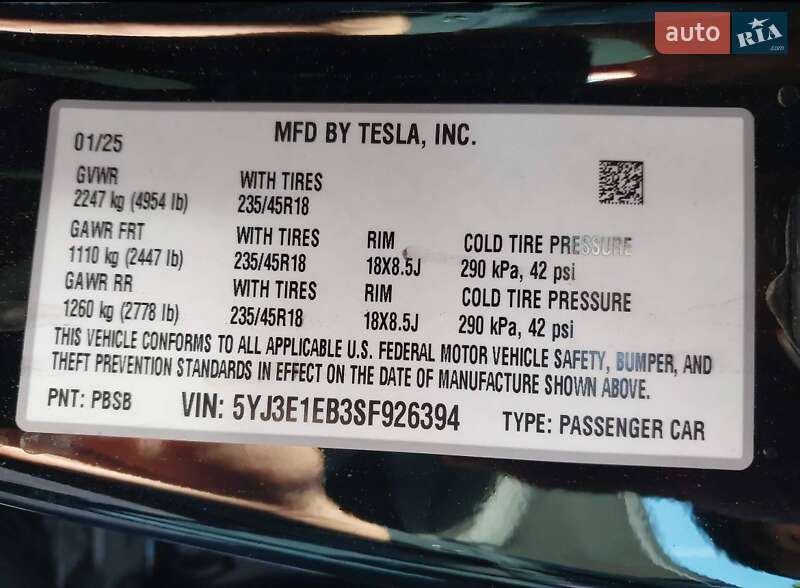 auto RIA.com
01/25 MFD BY TESLA, INC.
GVWR WITH TIRES
2247 kg (4954 lb) 235/45R18
GAWR FRT WITH TIRES RIM COLD TIRE PRESSURE
1110 kg (2447 lb) 235/45R18 18X8.5J 290 kPa, 42 psi
GAWR RR WITH TIRES RIM COLD TIRE PRESSURE
1260 kg (2778 lb) 235/45R18 18X8.5J 290 kPa, 42 psi
THIS VEHICLE CONFORMS TO ALL APPLICABLE U.S. FEDERAL MOTOR VEHICLE SAFETY, BUMPER, AND
THEFT PREVENTION STANDARDS IN EFFECT ON THE DATE OF MANUFACTURE SHOWN ABOVE.
PNT: PBSB VIN: 5YJ3E1EB3SF926394 TYPE: PASSENGER CAR